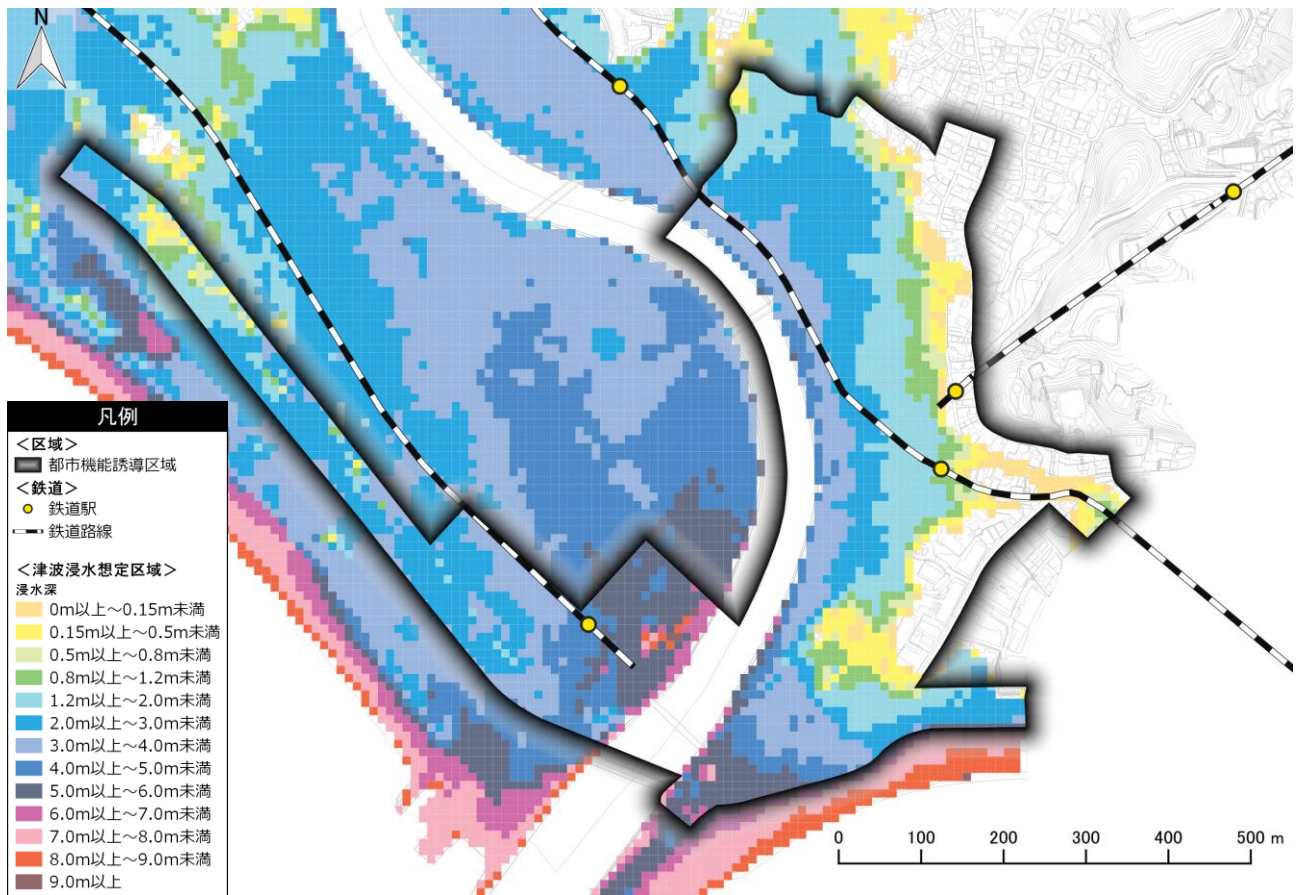 N
凡例
＜区域＞
都市機能誘導区域
＜鉄道＞
鉄道駅
鉄道路線
＜津波浸水想定区域＞
浸水深
0m以上～0.15m未満
0.15m以上～0.5m未満
0.5m以上～0.8m未満
0.8m以上～1.2m未満
1.2m以上～2.0m未満
2.0m以上～3.0m未満
3.0m以上～4.0m未満
4.0m以上～5.0m未満
5.0m以上～6.0m未満
6.0m以上～7.0m未満
7.0m以上～8.0m未満
8.0m以上～9.0m未満
9.0m以上
0 100 200 300 400 500 m